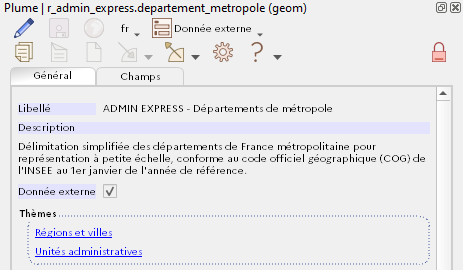 Plume | r_admin_express.departement_metropole (geom)
fr
Donnée externe
?
Général
Champs
Libellé
ADMIN EXPRESS - Départements de métropole
Description
Délimitation simplifiée des départements de France métropolitaine pour
représentation à petite échelle, conforme au code officiel géographique (COG) de
l'INSEE au 1er janvier de l'année de référence.
Donnée externe
Thèmes
Régions et villes
Unités administratives